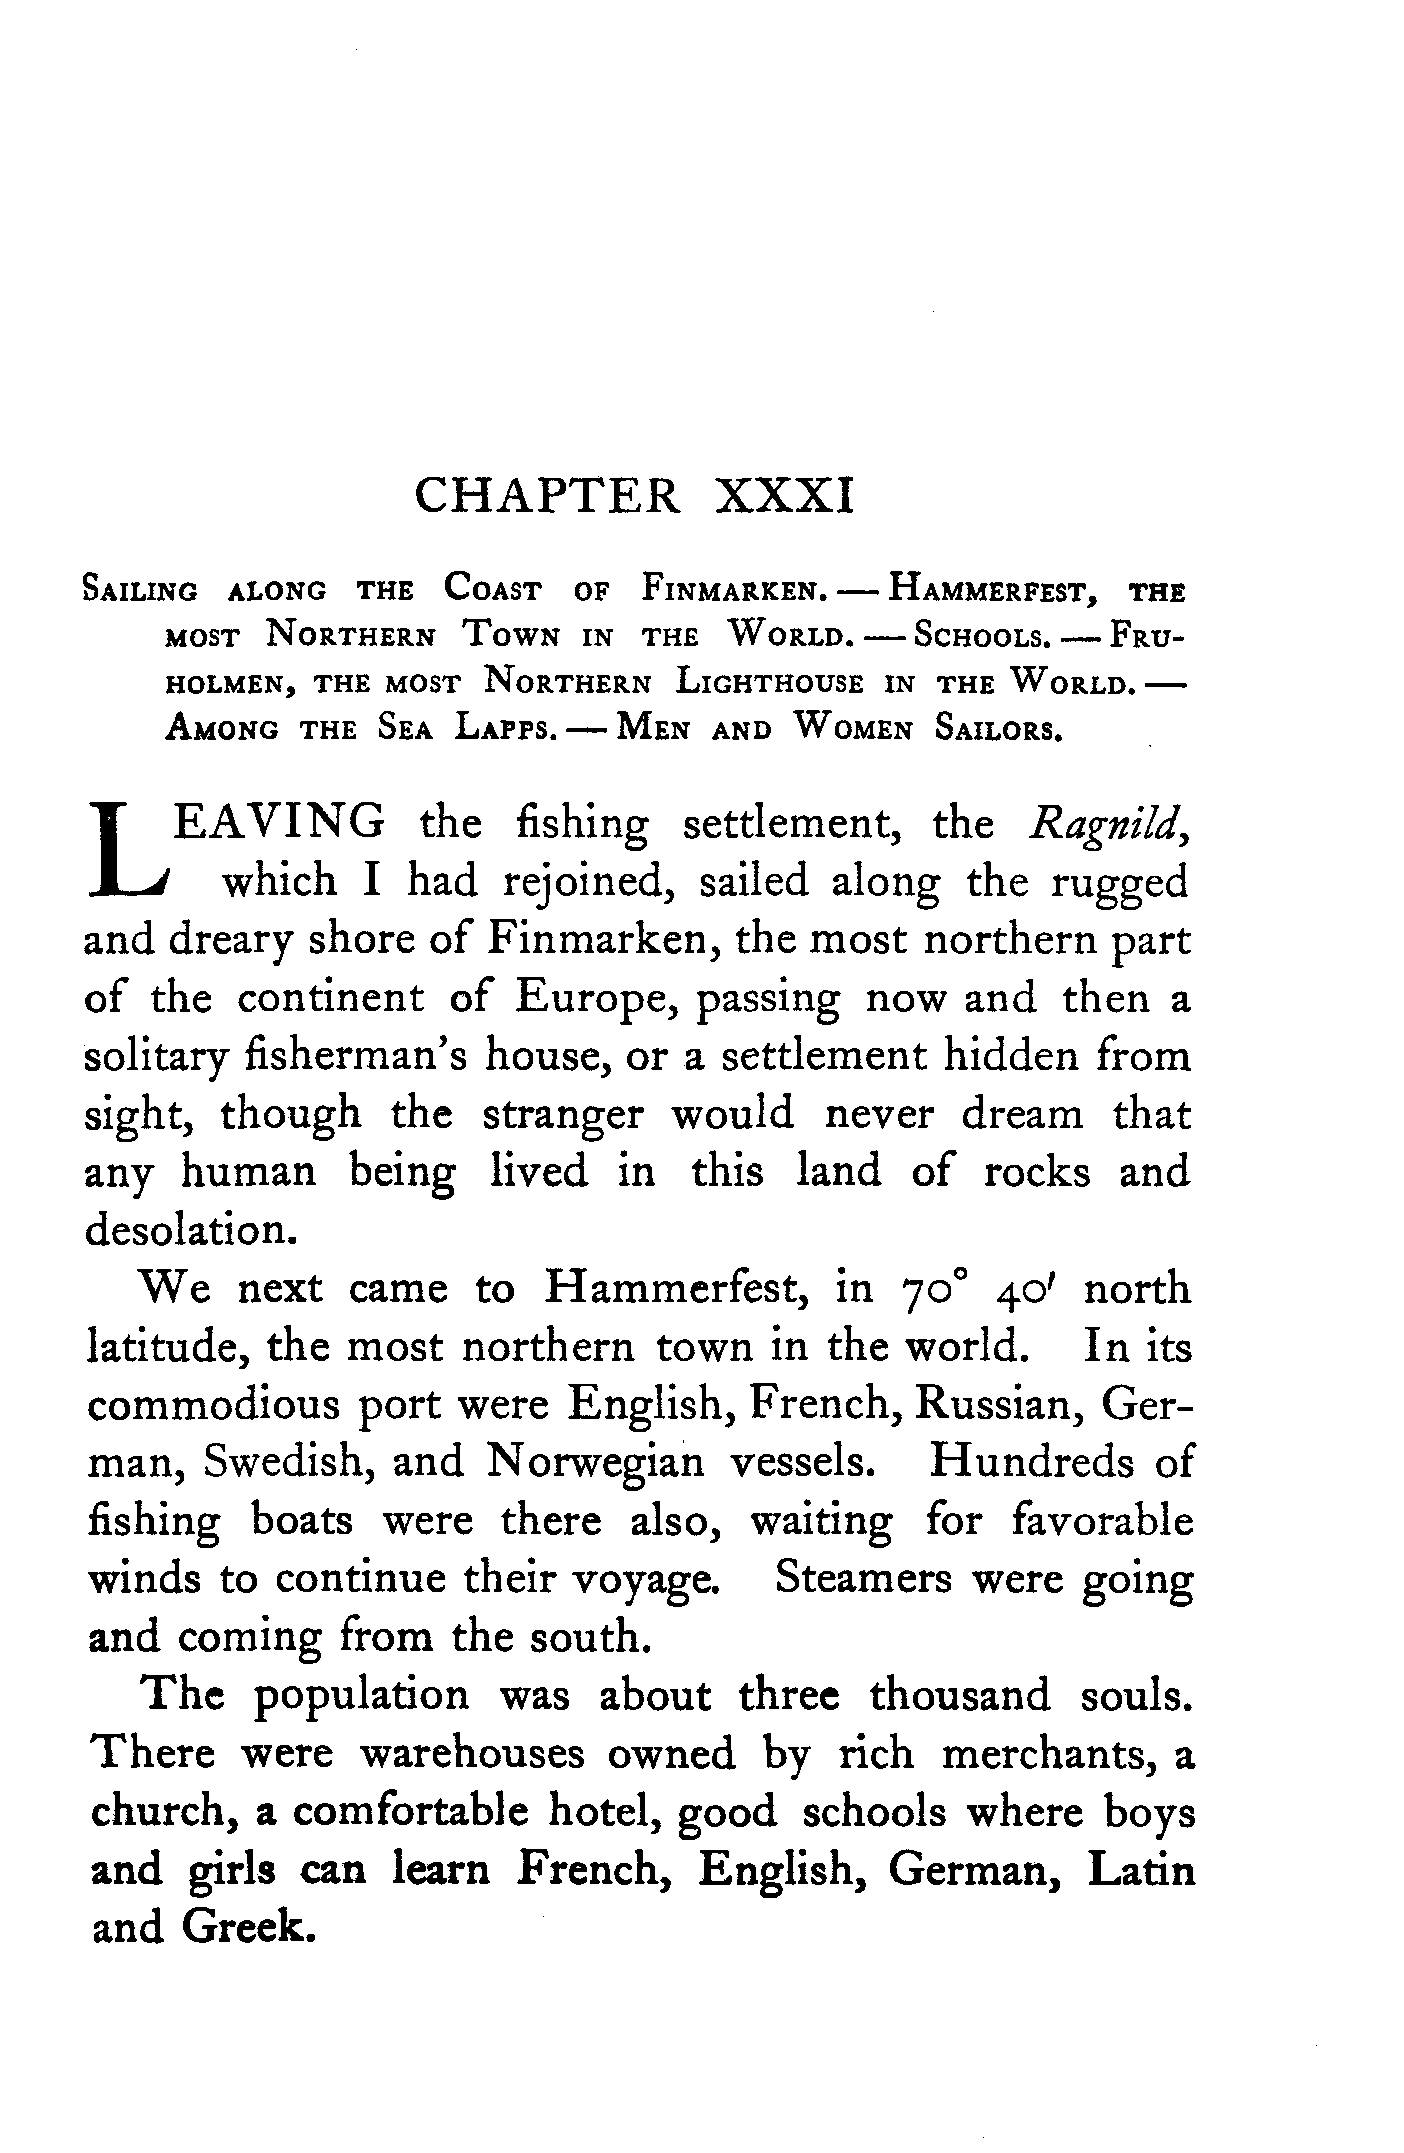 CHAPTER XXXI
Sailing along the Coast of Finmarken. — Hammerfest, the
most Northern Town in the World. — Schools. — Fru-
holmen, the most Northern Lighthouse in the World. —
Among the Sea Lapps. — Men and Women Sailors.
LEAVING the fishing settlement, the Ragnild,
which I had rejoined, sailed along the rugged
and dreary shore of Finmarken, the most northern part
of the continent of Europe, passing now and then a
solitary fisherman's house, or a settlement hidden from
sight, though the stranger would never dream that
any human being lived in this land of rocks and
desolation.
We next came to Hammerfest, in 70° 40′ north
latitude, the most northern town in the world. In its
commodious port were English, French, Russian, Ger-
man, Swedish, and Norwegian vessels. Hundreds of
fishing boats were there also, waiting for favorable
winds to continue their voyage. Steamers were going
and coming from the south.
The population was about three thousand souls.
There were warehouses owned by rich merchants, a
church, a comfortable hotel, good schools where boys
and girls can learn French, English, German, Latin
and Greek.